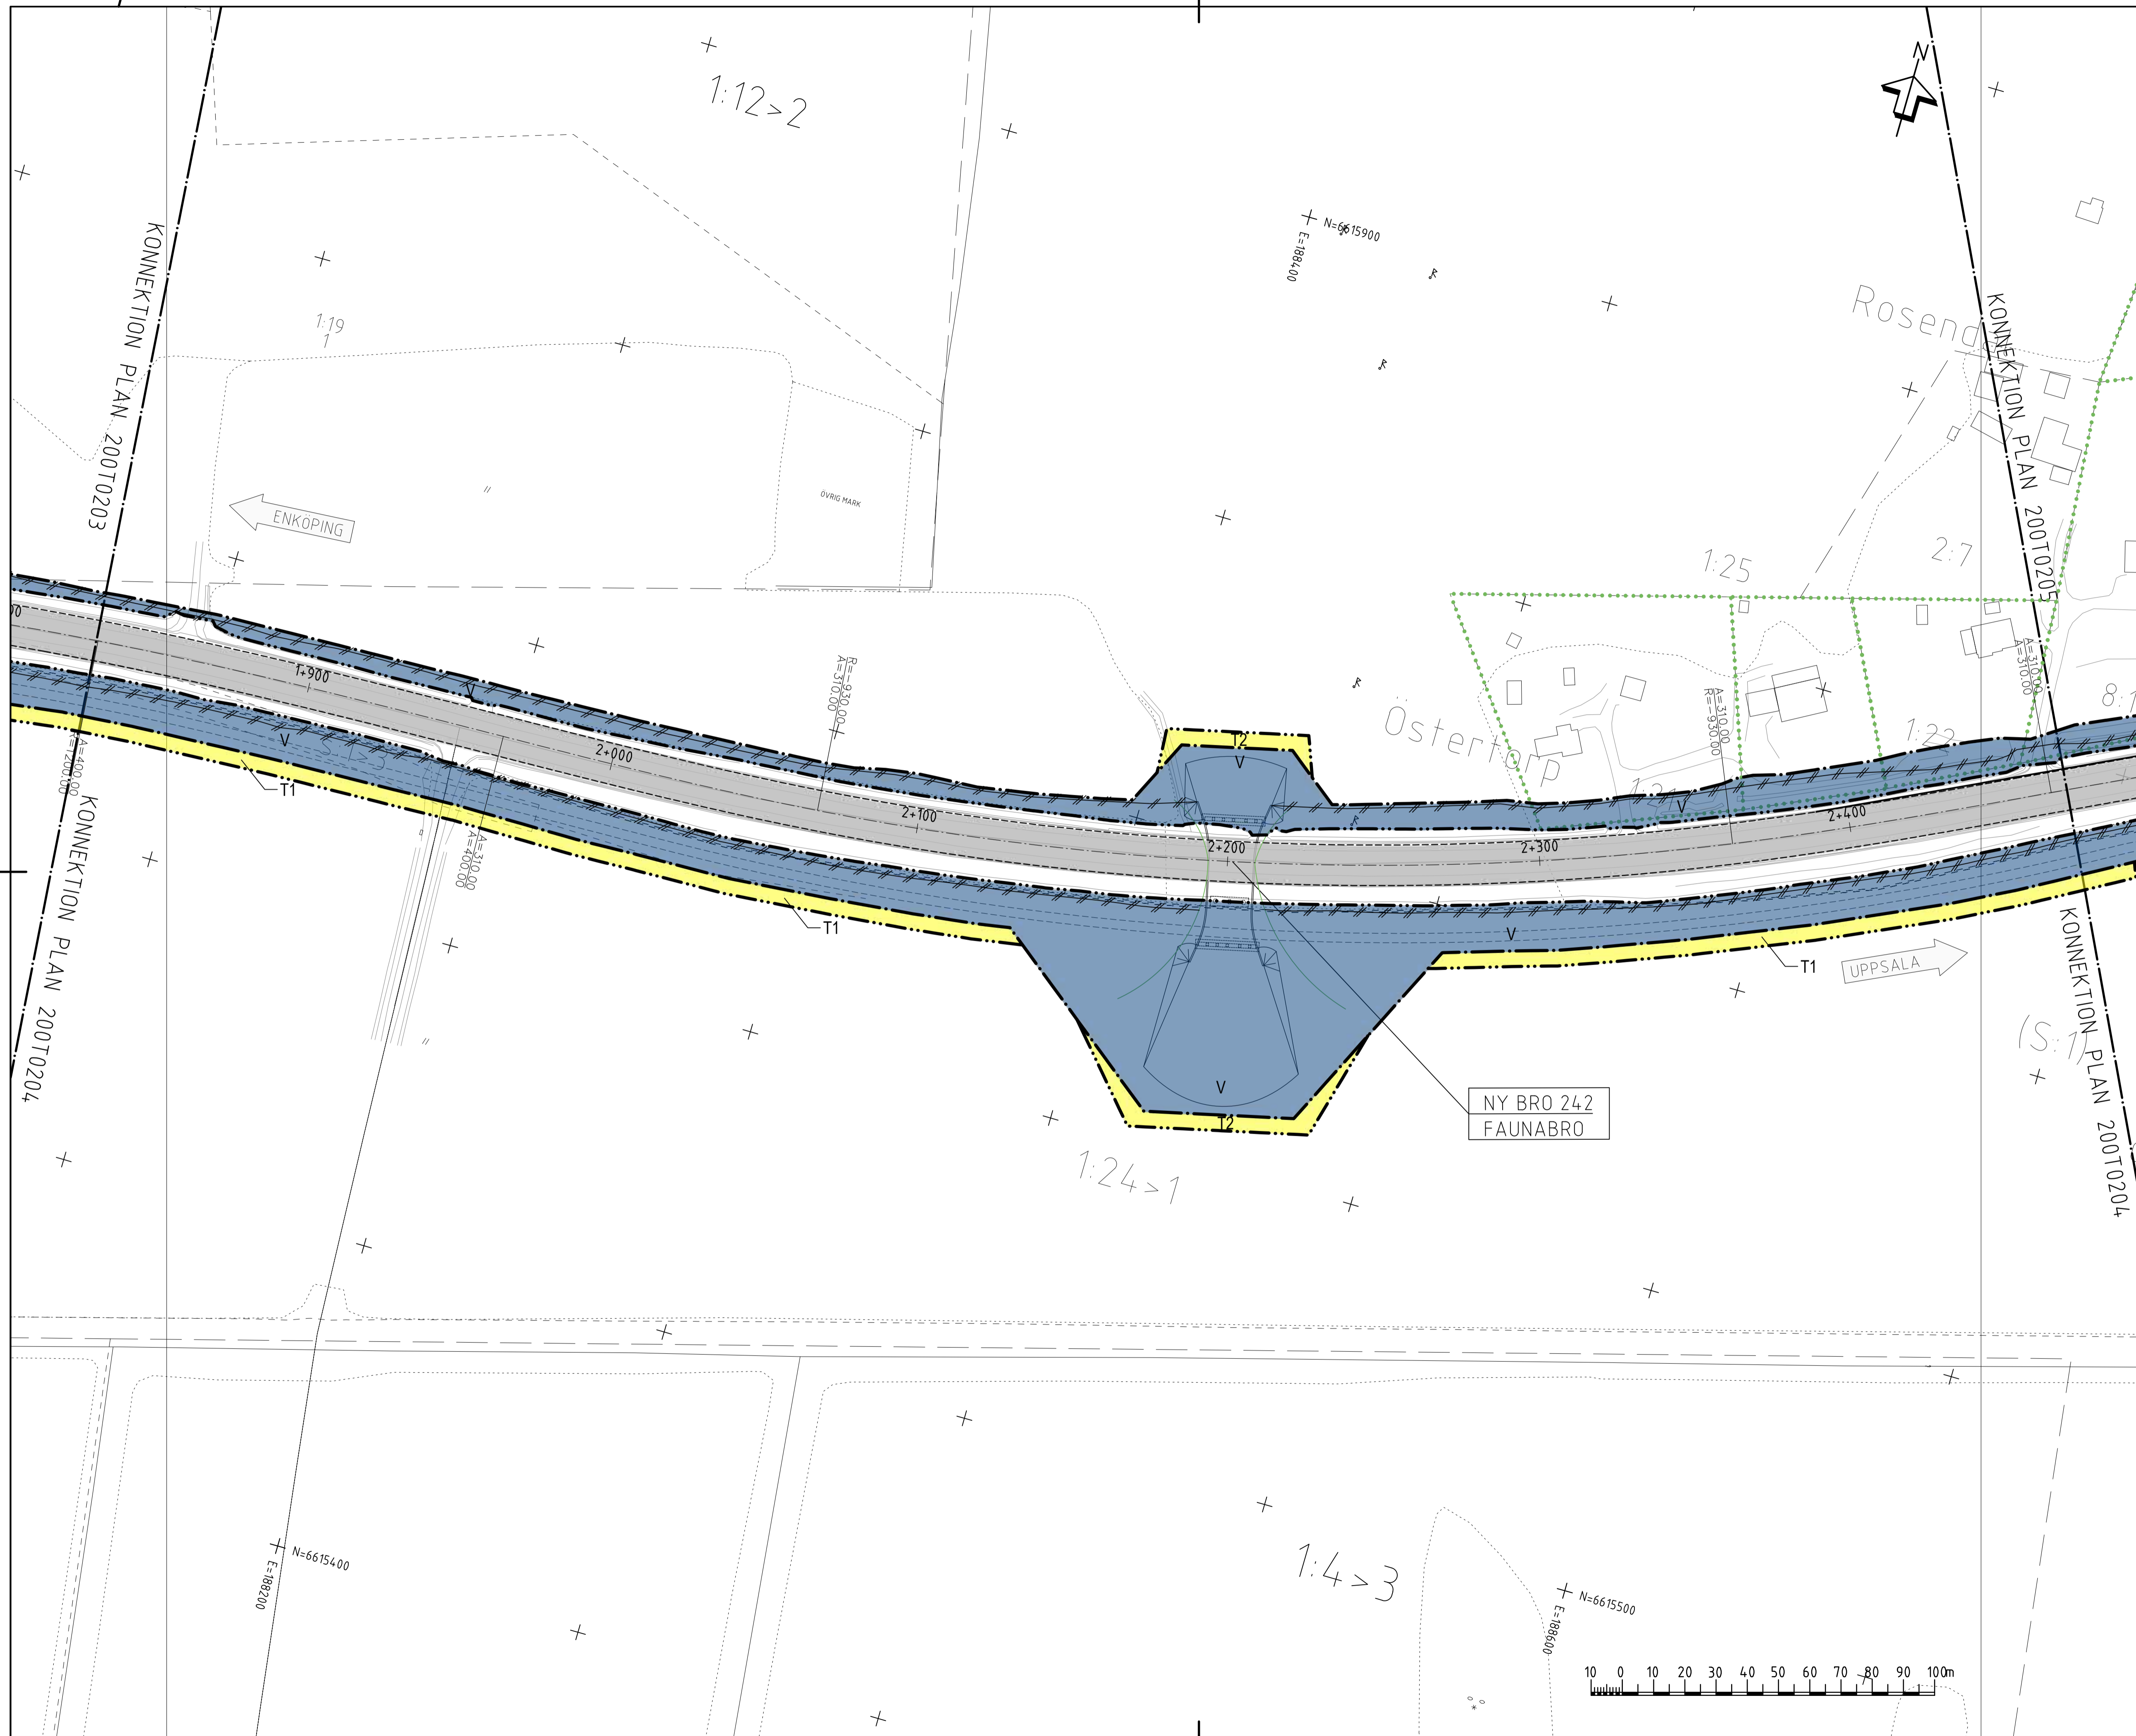 1:12>2
N
N=6615900
E=188400
KONNEKTION PLAN 200T0203
KONNEKTION PLAN 200T0205
1:19
1
ENKÖPING
ÖVRIG MARK
1:25
2:7
1+900
V
2+000
R=-930.00
A=310.00
2+100
T2
V
2+200
Östertorp
2+300
A=310.00
R=-930.00
V
1:22
2+400
A=310.00
A=310.00
V
T1
A=400.00
R=1200.00
A=310.00
A=400.00
T1
V
T1
UPPSALA
KONNEKTION PLAN 200T0204
KONNEKTION PLAN 200T0204
(S:1)
V
T2
NY BRO 242
FAUNABRO
1:24>1
N=6615400
E=188200
1:4>3
N=6615500
E=188600
10 0 10 20 30 40 50 60 70 80 90 100m